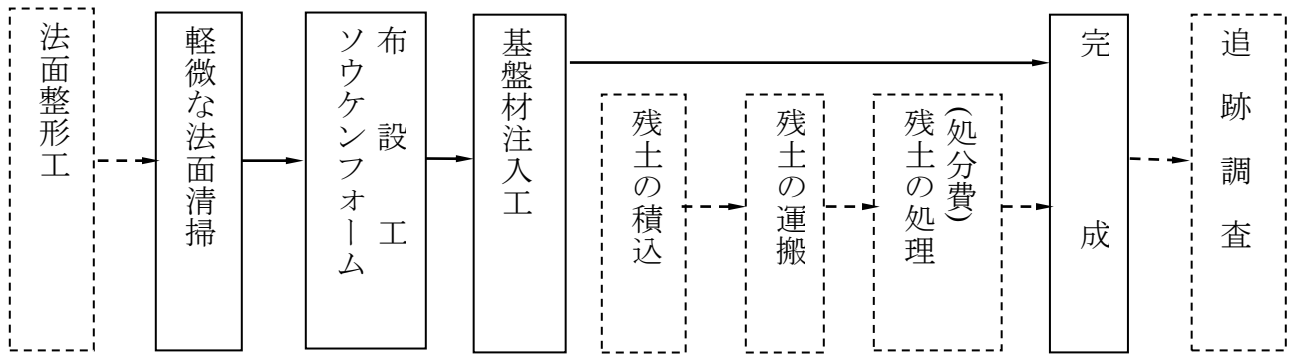 法面整形工
軽微な法面清掃
布設工
ソウケンフォーム
基盤材注入工
残土の積込
残土の運搬
(処分費)
残土の処理
完成
追跡調査